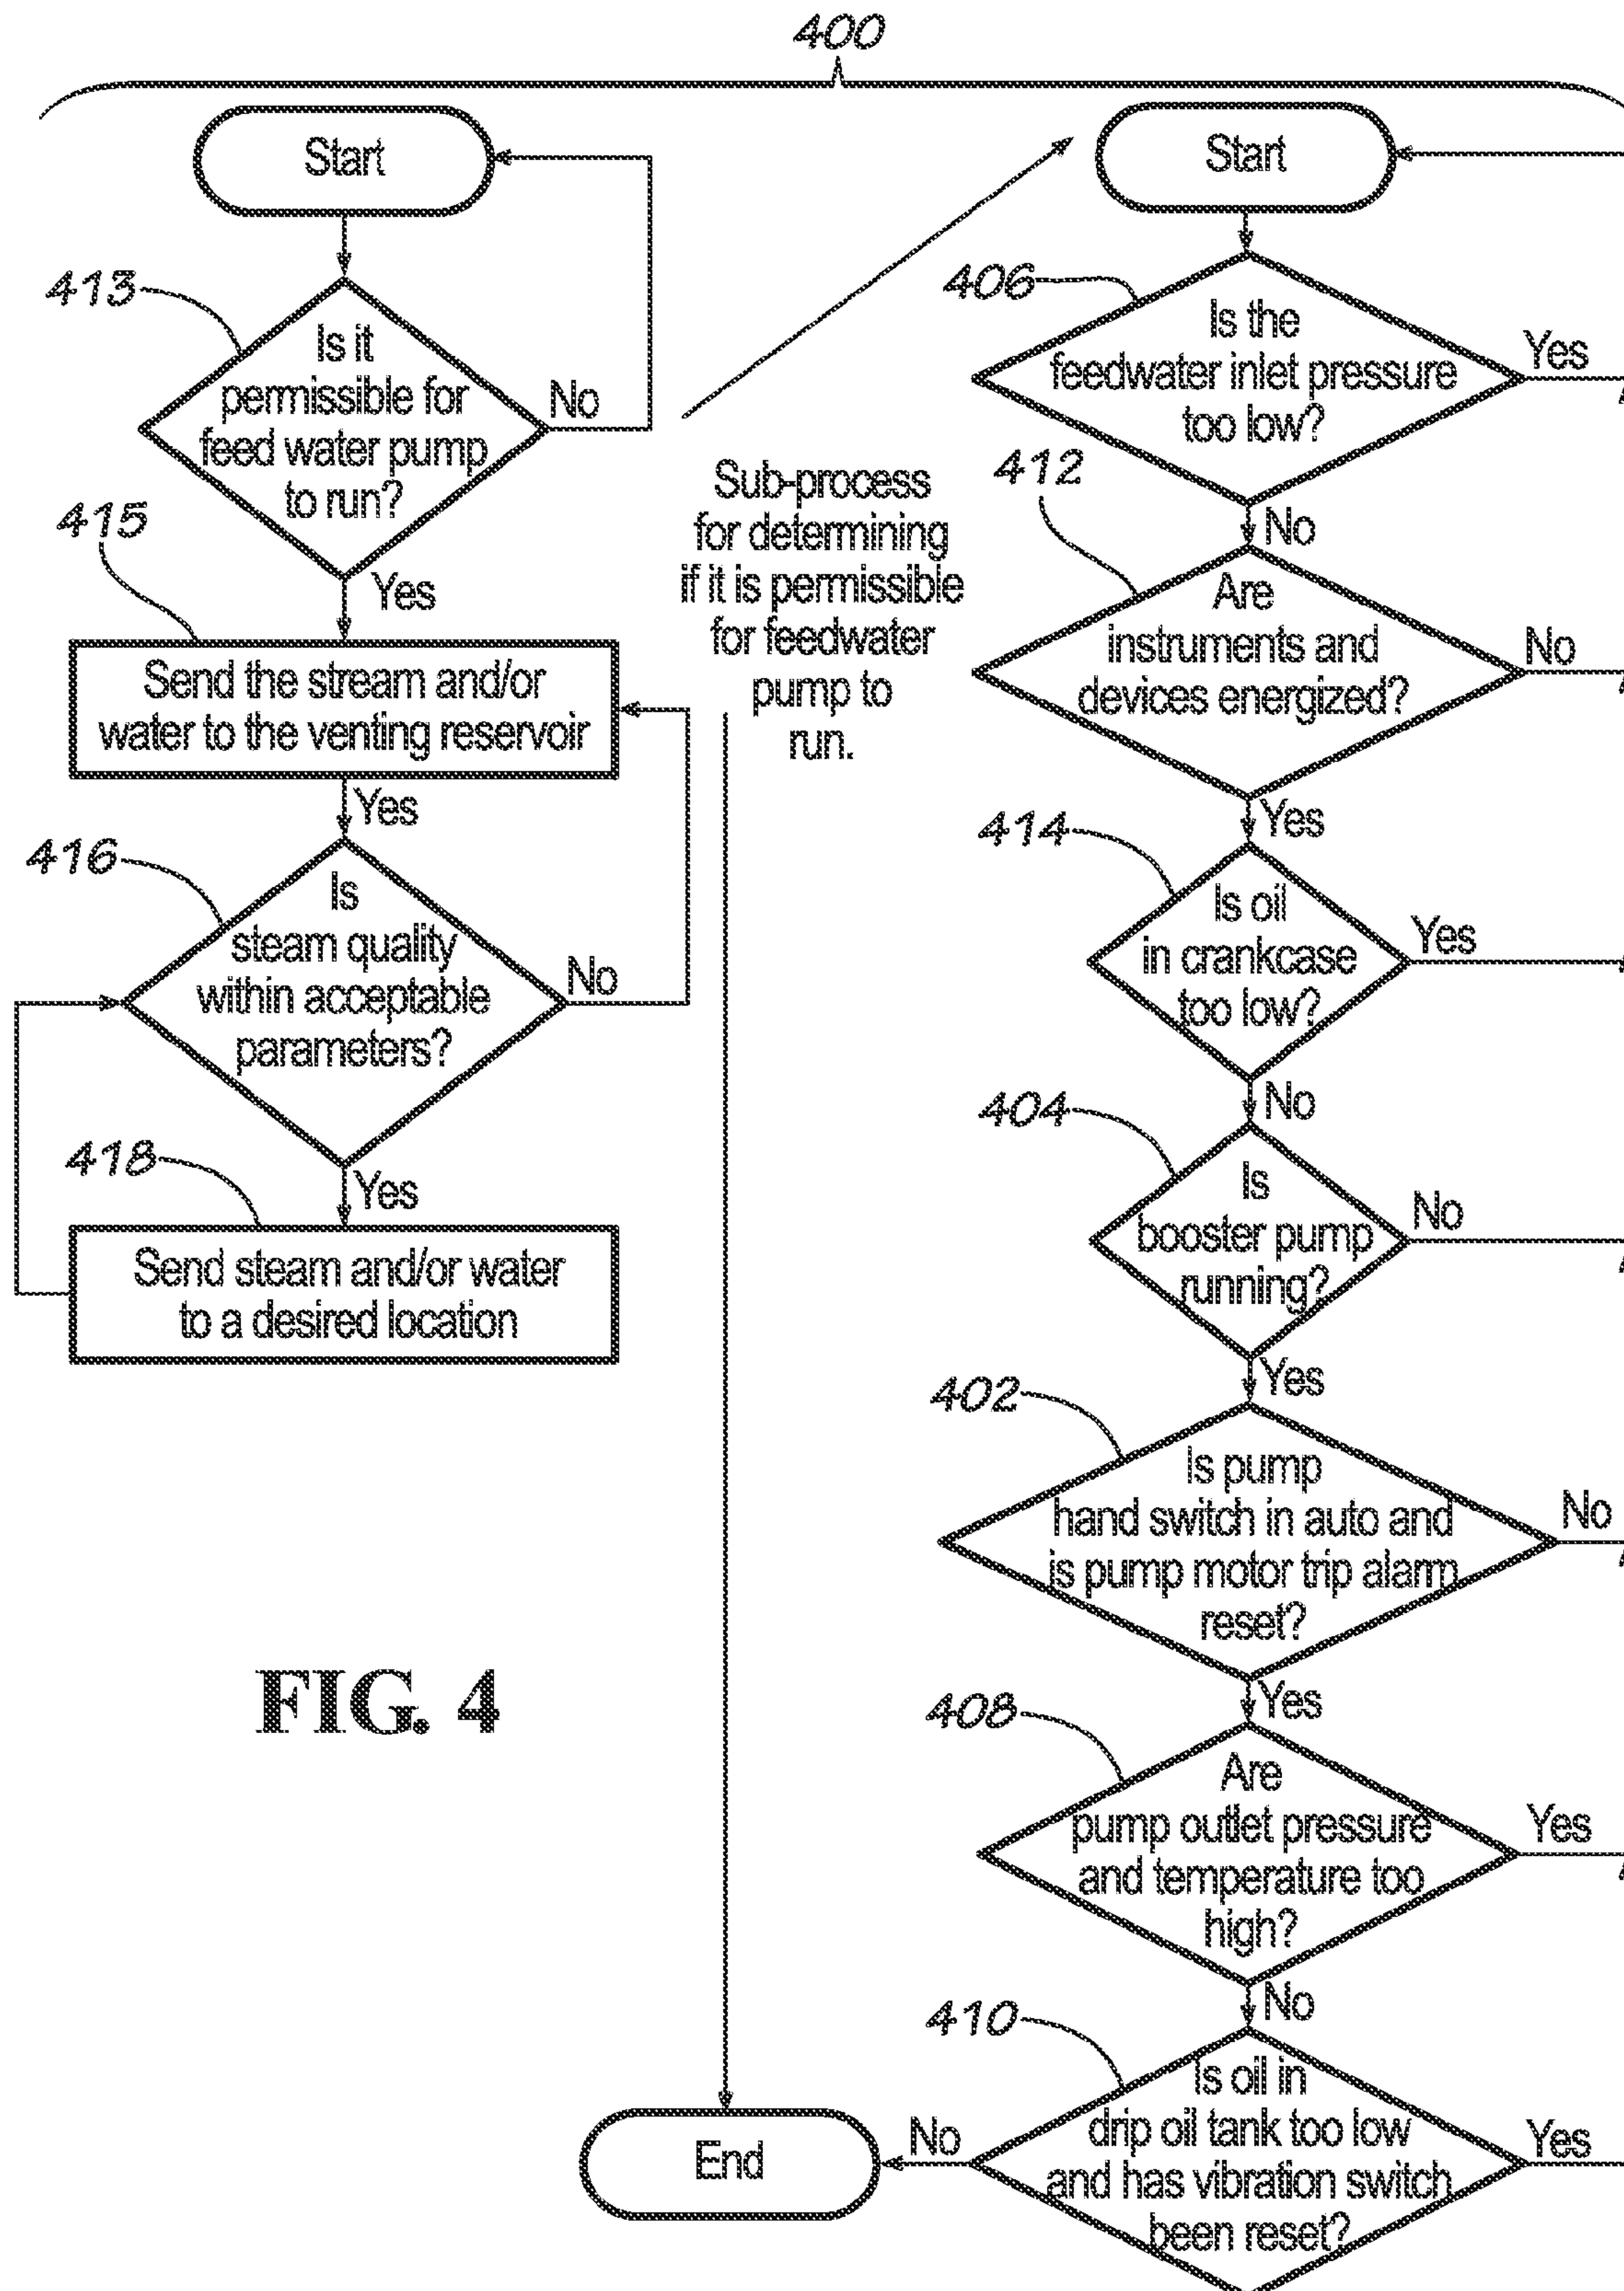 400
Start
413
Is it
permissible for
feed water pump
to run?
No
Yes
415
Send the stream and/or
water to the venting reservoir
Yes
416
Is
steam quality
within acceptable
parameters?
No
Yes
418
Send steam and/or water
to a desired location
FIG. 4
Sub-process
for determining
if it is permissible
for feedwater
pump to
run.
Start
406
Is the
feedwater inlet pressure
too low?
Yes
No
412
Are
instruments and
devices energized?
No
Yes
414
Is oil
in crankcase
too low?
Yes
No
404
Is
booster pump
running?
No
Yes
402
Is pump
hand switch in auto and
is pump motor trip alarm
reset?
No
Yes
408
Are
pump outlet pressure
and temperature too
high?
Yes
No
410
Is oil in
drip oil tank too low
and has vibration switch
been reset?
Yes
No
End